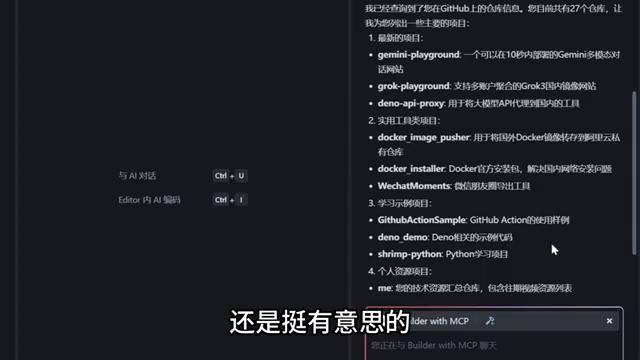 我已经查询到了您在GitHub上的仓库信息。您目前共有27个仓库，让
我为您列出一些主要的项目：
1. 最新的项目：
• gemini-playground: 一个可以在10秒内部署的Gemini多模态对
话网站
• grok-playground: 支持多账户聚合的Grok3国内镜像网站
• deno-api-proxy: 用于将大模型API代理到国内的工具
2. 实用工具类项目：
• docker_image_pusher: 用于将国外Docker镜像转存到阿里云私
有仓库
• docker_installer: Docker官方安装包，解决国内网络安装问题
• WechatMoments: 微信朋友圈导出工具
3. 学习示例项目：
• GithubActionSample: GitHub Action的使用样例
• deno_demo: Deno相关的示例代码
• shrimp-python: Python学习项目
4. 个人资源项目：
• me: 您的技术资源汇总仓库，包含往期视频资源列表
与 AI 对话 Ctrl + U
Editor 内 AI 编码 Ctrl + I
uilder with MCP
您正在与 Builder with MCP 聊天
还是挺有意思的